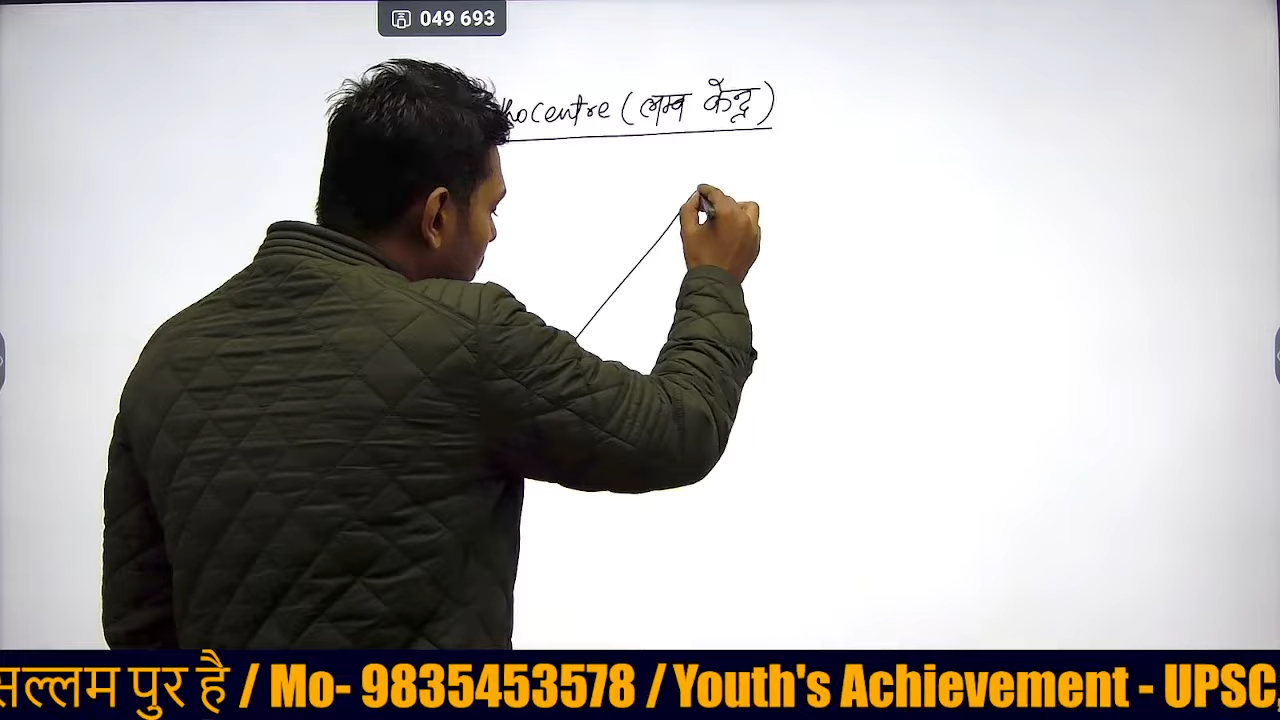 049 693
hocentre (लम्ब केन्द्र)
सल्लम पुर है / Mo- 9835453578 / Youth's Achievement - UPSC,